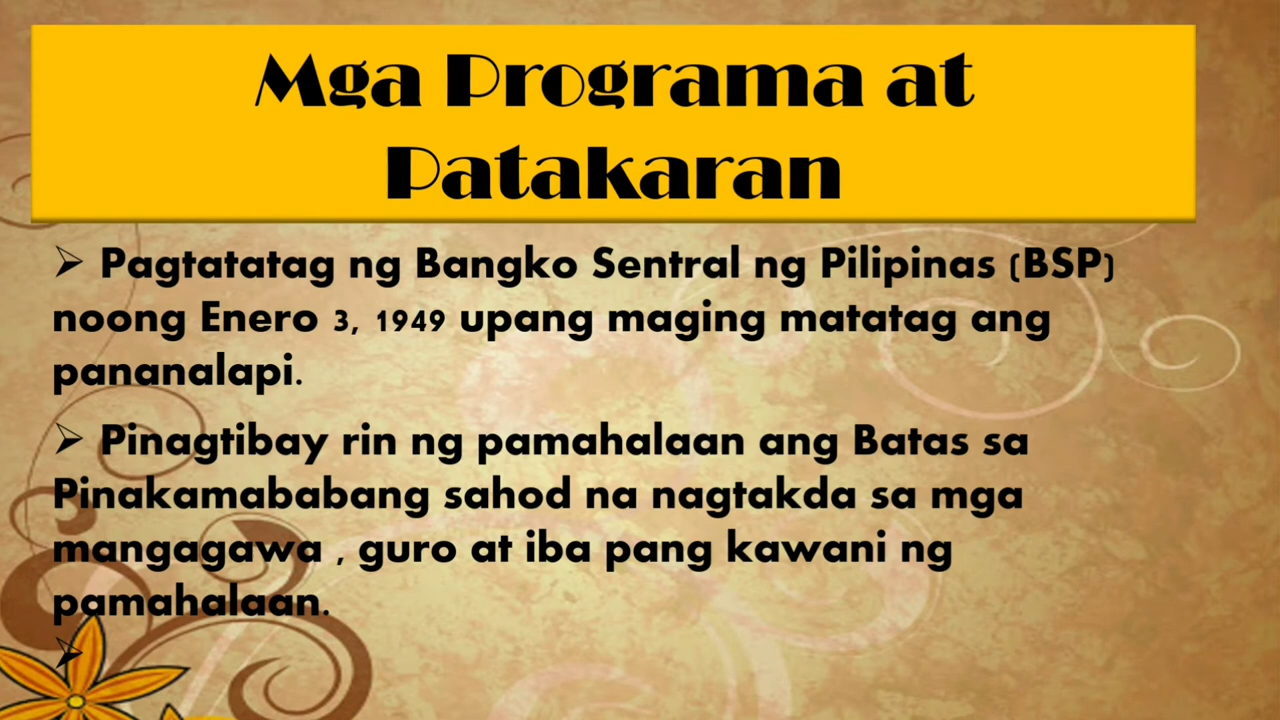 Mga Programa at
Patakaran
➢ Pagtatatag ng Bangko Sentral ng Pilipinas (BSP)
noong Enero 3, 1949 upang maging matatag ang
pananalapi.
➢ Pinagtibay rin ng pamahalaan ang Batas sa
Pinakamababang sahod na nagtakda sa mga
mangagawa , guro at iba pang kawani ng
pamahalaan.
➢